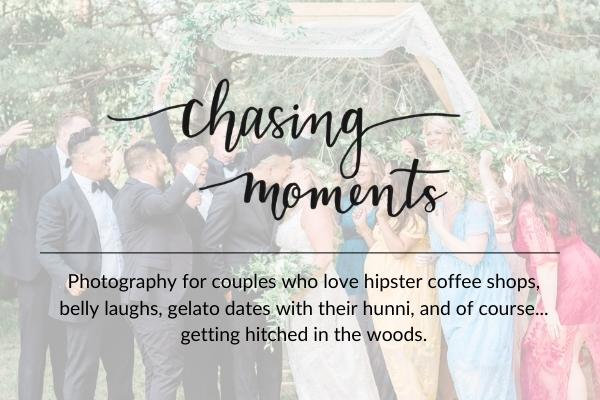 chasing
moments
Photography for couples who love hipster coffee shops,
belly laughs, gelato dates with their hunni, and of course...
getting hitched in the woods.